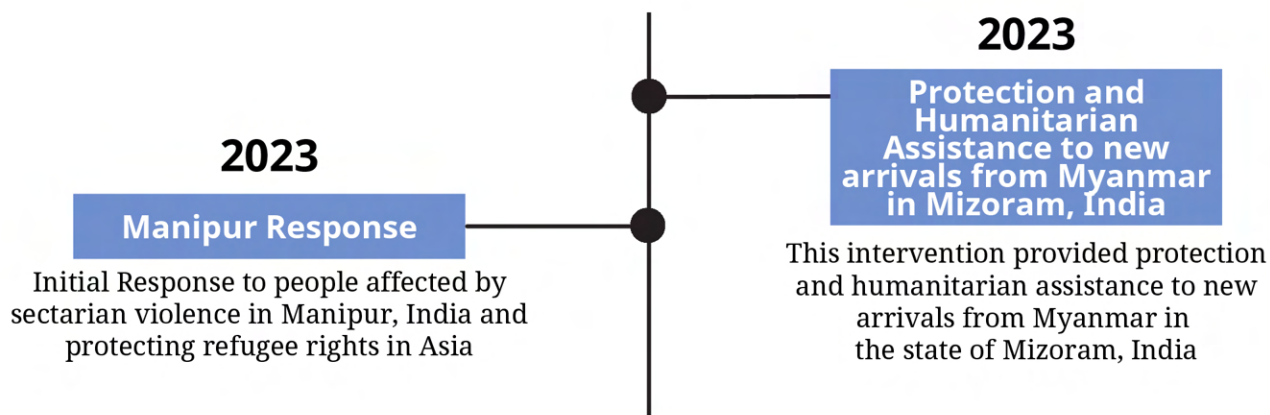 2023
Protection and
Humanitarian
Assistance to new
arrivals from Myanmar
in Mizoram, India
This intervention provided protection
and humanitarian assistance to new
arrivals from Myanmar in
the state of Mizoram, India
2023
Manipur Response
Initial Response to people affected by
sectarian violence in Manipur, India and
protecting refugee rights in Asia